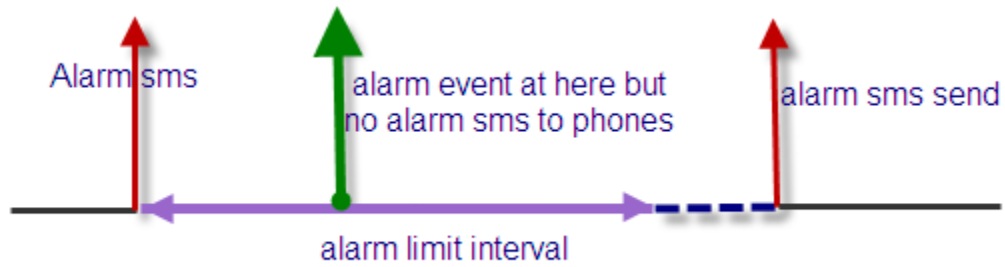 Alarm sms
alarm event at here but
no alarm sms to phones
alarm sms send
alarm limit interval